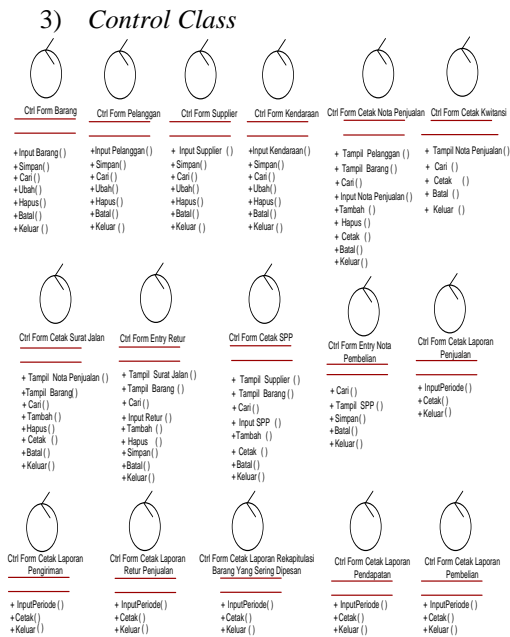 3) Control Class
Ctrl Form Barang
+Input Barang( )
+Simpan( )
+Cari( )
+Ubah( )
+Hapus( )
+Batal( )
+Keluar ( )
Ctrl Form Pelanggan
+Input Pelanggan( )
+Simpan( )
+Cari( )
+Ubah( )
+Hapus( )
+Batal( )
+Keluar ( )
Ctrl Form Supplier
+ Input Supplier ( )
+Simpan( )
+Cari( )
+Ubah( )
+Hapus( )
+Batal( )
+Keluar ( )
Ctrl Form Kendaraan
+Input Kendaraan( )
+Simpan( )
+Cari( )
+Ubah( )
+Hapus( )
+Batal( )
+Keluar ( )
Ctrl Form Cetak Nota Penjualan
+ Tampil Pelanggan ( )
+ Tampil Barang ( )
+Cari( )
+Input Nota Penjualan( )
+Tambah ( )
+ Hapus ( )
+ Cetak ( )
+Batal( )
+Keluar ( )
Ctrl Form Cetak Kwitansi
+ Tampil Nota Penjualan( )
+ Cari ( )
+ Cetak ( )
+ Batal ( )
+ Keluar ( )
Ctrl Form Cetak Surat Jalan
+ Tampil Nota Penjualan ( )
+Tampil Barang( )
+ Cari( )
+Tambah( )
+Hapus( )
+ Cetak ( )
+Batal( )
+Keluar ( )
Ctrl Form Entry Retur
+ Tampil Surat Jalan ( )
+ Tampil Barang ( )
+ Cari( )
+ Input Retur ( )
+Tambah ( )
+ Hapus ( )
+Simpan( )
+Batal( )
+Keluar ( )
Ctrl Form Cetak SPP
+ Tampil Supplier ( )
+ Tampil Barang ( )
+Cari( )
+ Input SPP ( )
+Tambah ( )
+ Cetak ( )
+Batal( )
+Keluar ( )
Ctrl Form Entry Nota
Pembelian
+Cari( )
+ Tampil SPP ( )
+Simpan( )
+Batal( )
+Keluar ( )
Ctrl Form Cetak Laporan
Penjualan
+ InputPeriode( )
+Cetak( )
+Keluar ( )
Ctrl Form Cetak Laporan
Pengiriman
+ InputPeriode( )
+Cetak( )
+Keluar ( )
Ctrl Form Cetak Laporan
Retur Penjualan
+ InputPeriode( )
+Cetak( )
+Keluar ( )
Ctrl Form Cetak Laporan Rekapitulasi
Barang Yang Sering Dipesan
+ InputPeriode( )
+Cetak( )
+Keluar ( )
Ctrl Form Cetak Laporan
Pendapatan
+ InputPeriode( )
+Cetak( )
+Keluar ( )
Ctrl Form Cetak Laporan
Pembelian
+ InputPeriode( )
+Cetak( )
+Keluar ( )